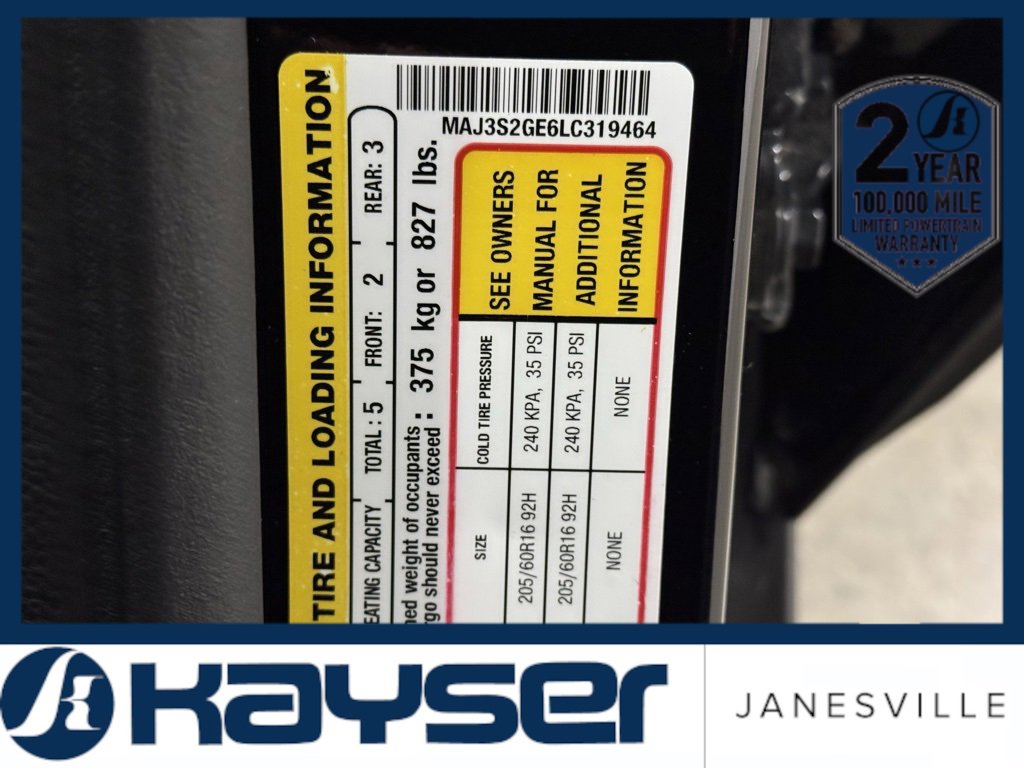 TIRE AND LOADING INFORMATION
EATING CAPACITY TOTAL : 5 FRONT: 2 REAR: 3
ned weight of occupants
rgo should never exceed : 375 kg or 827 lbs.
MAJ3S2GE6LC319464
SIZE COLD TIRE PRESSURE
205/60R16 92H 240 KPA, 35 PSI
205/60R16 92H 240 KPA, 35 PSI
NONE NONE
SEE OWNERS
MANUAL FOR
ADDITIONAL
INFORMATION
2 YEAR
100,000 MILE
LIMITED POWERTRAIN
WARRANTY
KAYSER
JANESVILLE